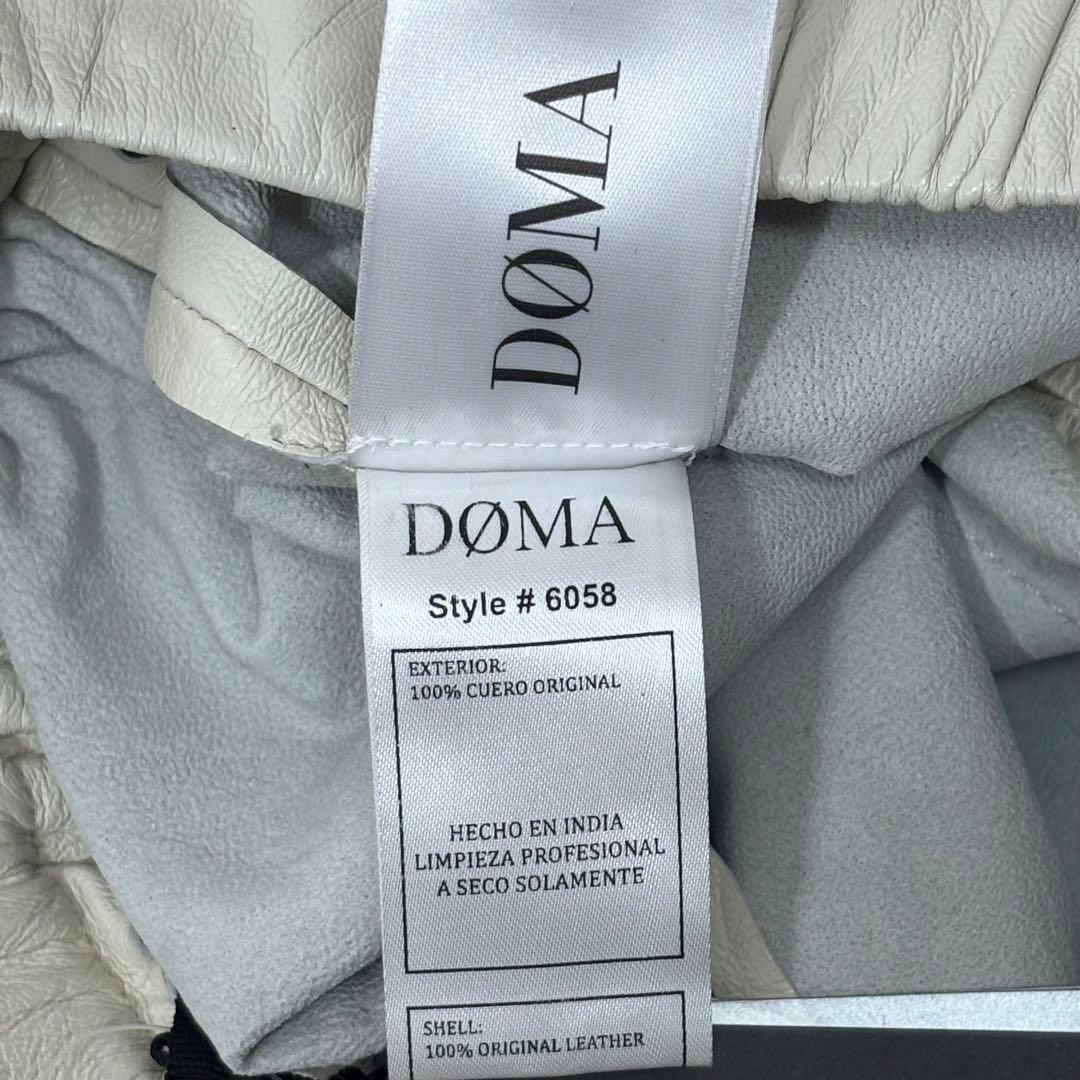 DØMA
DØMA
Style # 6058
EXTERIOR:
100% CUERO ORIGINAL
HECHO EN INDIA
LIMPIEZA PROFESIONAL
A SECO SOLAMENTE
SHELL:
100% ORIGINAL LEATHER